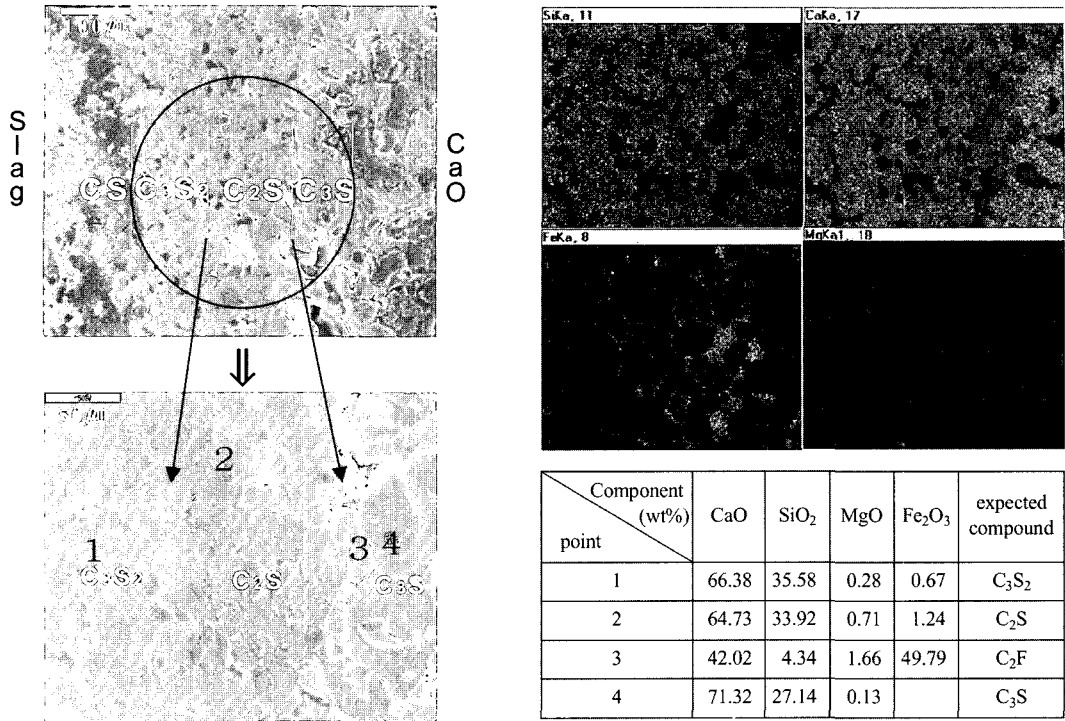 Slag
CaO
CS C3S2 C2S C3S
⇓
2
1
3 4
C3S2
C2S
C3S
SiKa, 11
CaKa, 17
FeKa, 8
MgKa1, 18
Component (wt%)
point
CaO
SiO₂
MgO
Fe₂O₃
expected compound
1 66.38 35.58 0.28 0.67 C₃S₂
2 64.73 33.92 0.71 1.24 C₂S
3 42.02 4.34 1.66 49.79 C₂F
4 71.32 27.14 0.13 C₃S